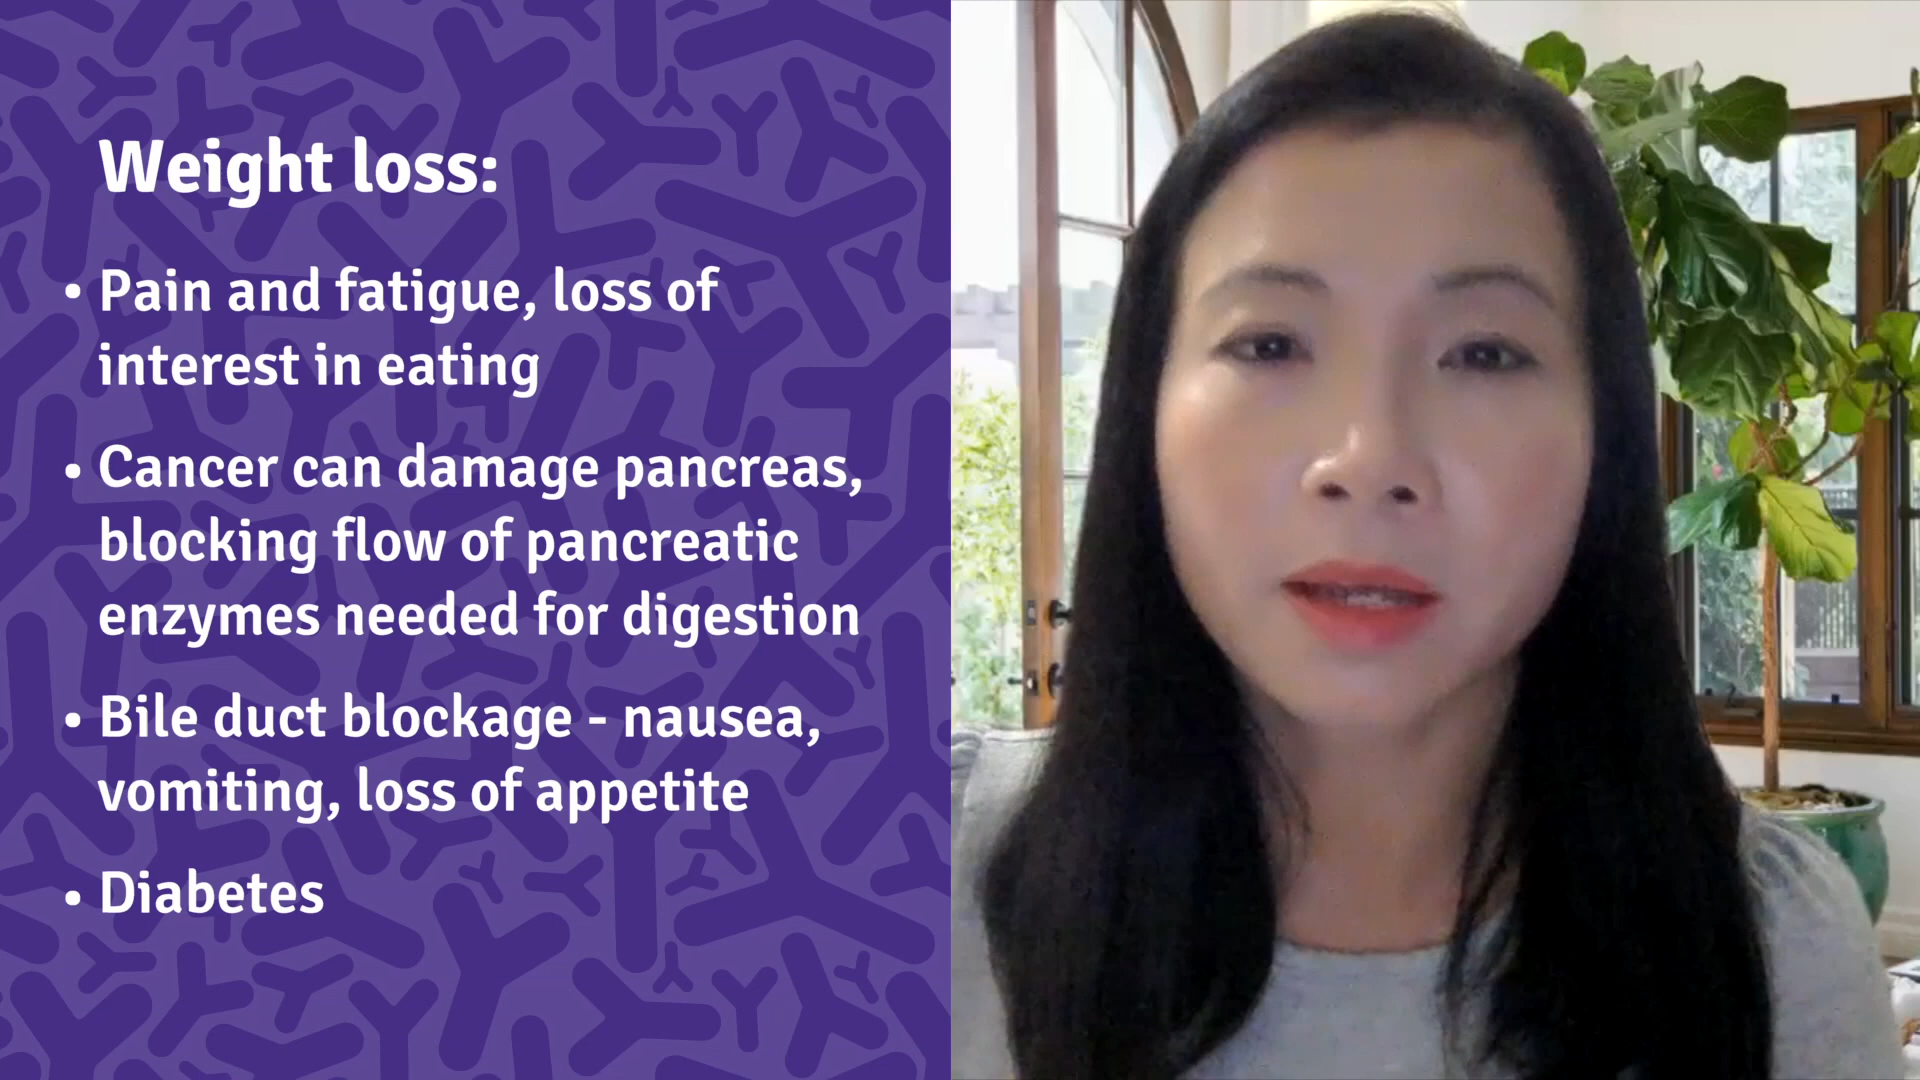 Weight loss:
• Pain and fatigue, loss of
interest in eating
• Cancer can damage pancreas,
blocking flow of pancreatic
enzymes needed for digestion
• Bile duct blockage - nausea,
vomiting, loss of appetite
• Diabetes